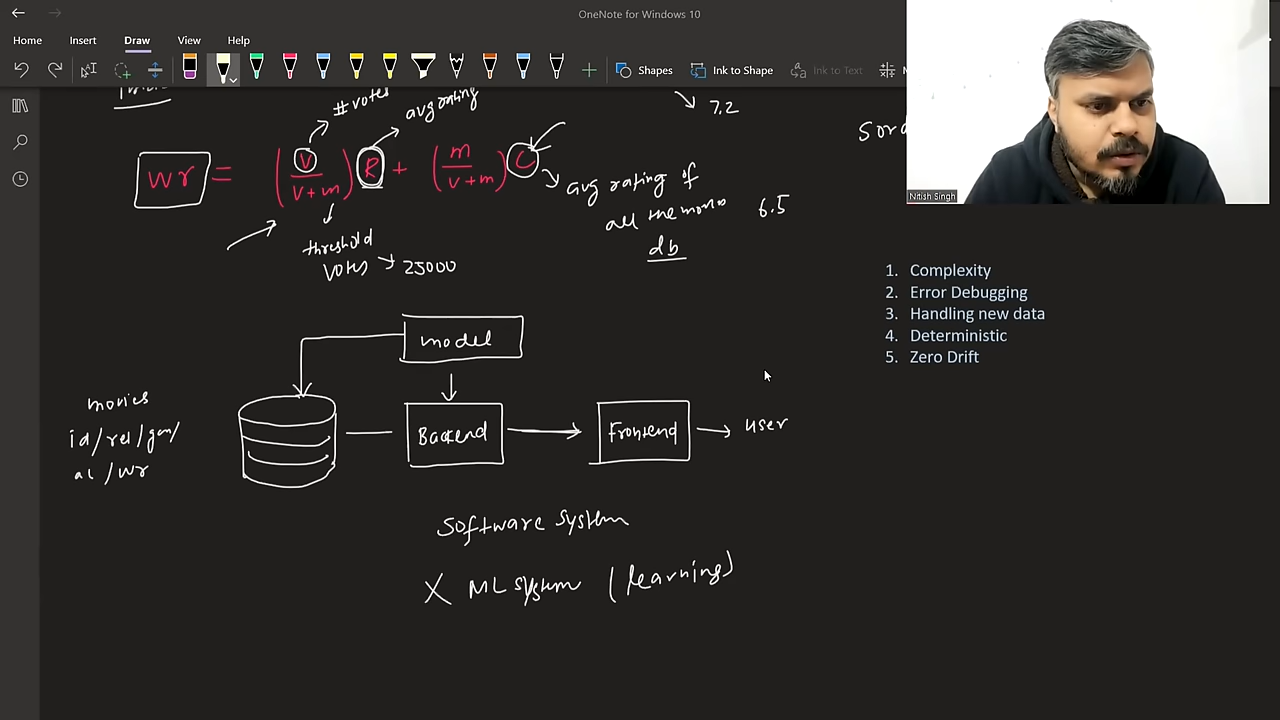 OneNote for Windows 10
Home Insert Draw View Help
Shapes Ink to Shape Ink to Text
#votes
avg rating
7.2
wr = (v/v+m) R + (m/v+m) C
avg rating of
all the
db
6.5
threshold
votes → 25000
Nitish Singh
1. Complexity
2. Error Debugging
3. Handling new data
4. Deterministic
5. Zero Drift
model
movies
id/rel/gen/
/wr
Backend
Frontend
user
Software system
X ML system (learning)